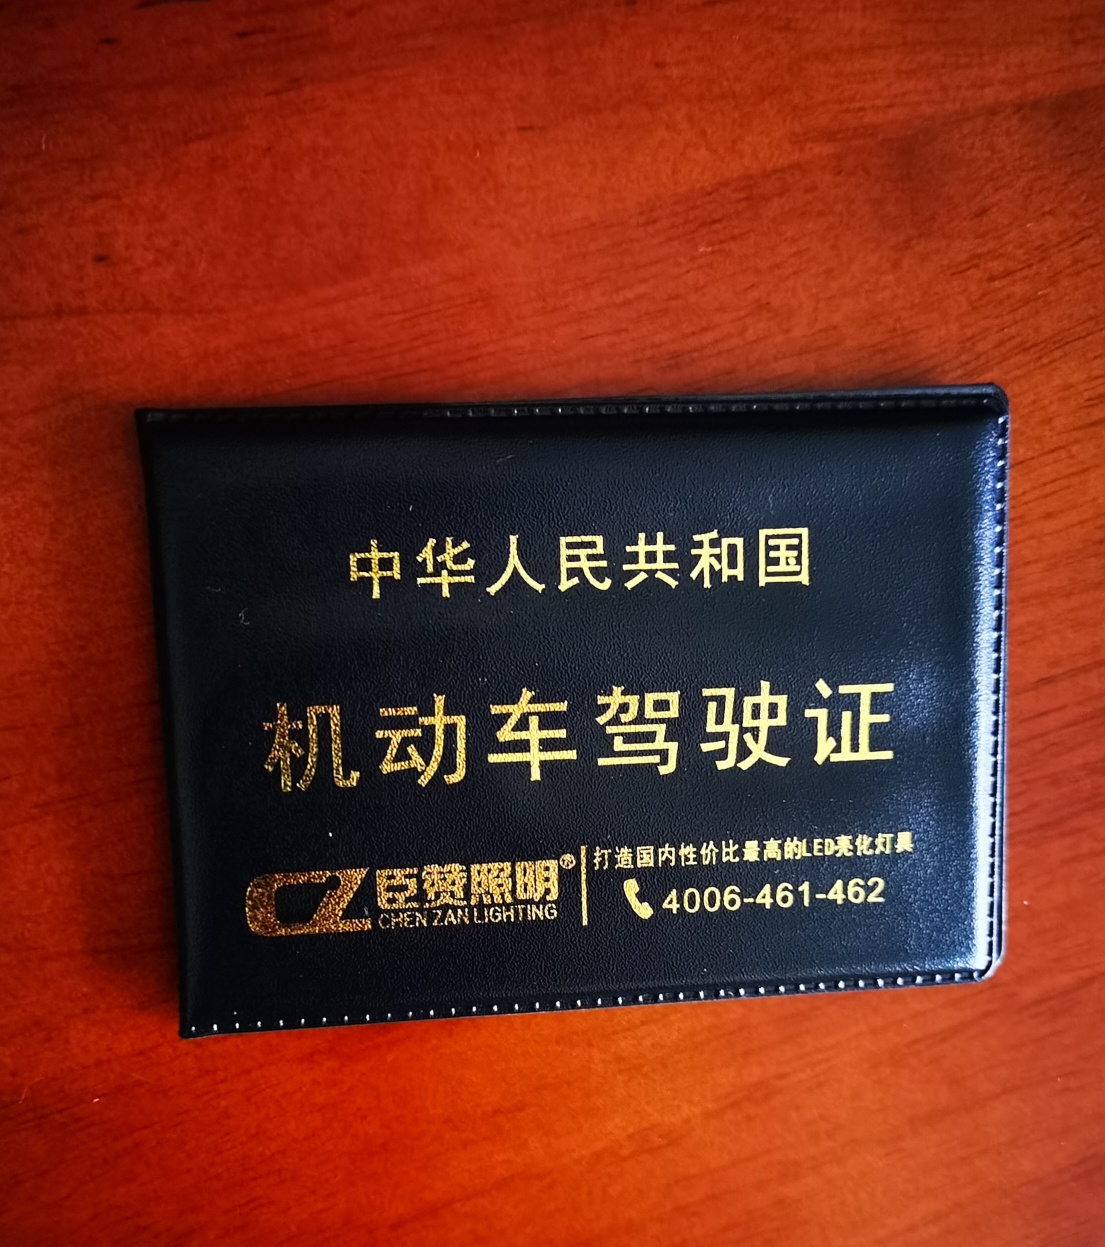 中华人民共和国
机动车驾驶证
CZ 臣赞照明®
CHEN ZAN LIGHTING
打造国内性价比最高的LED亮化灯具
4006-461-462